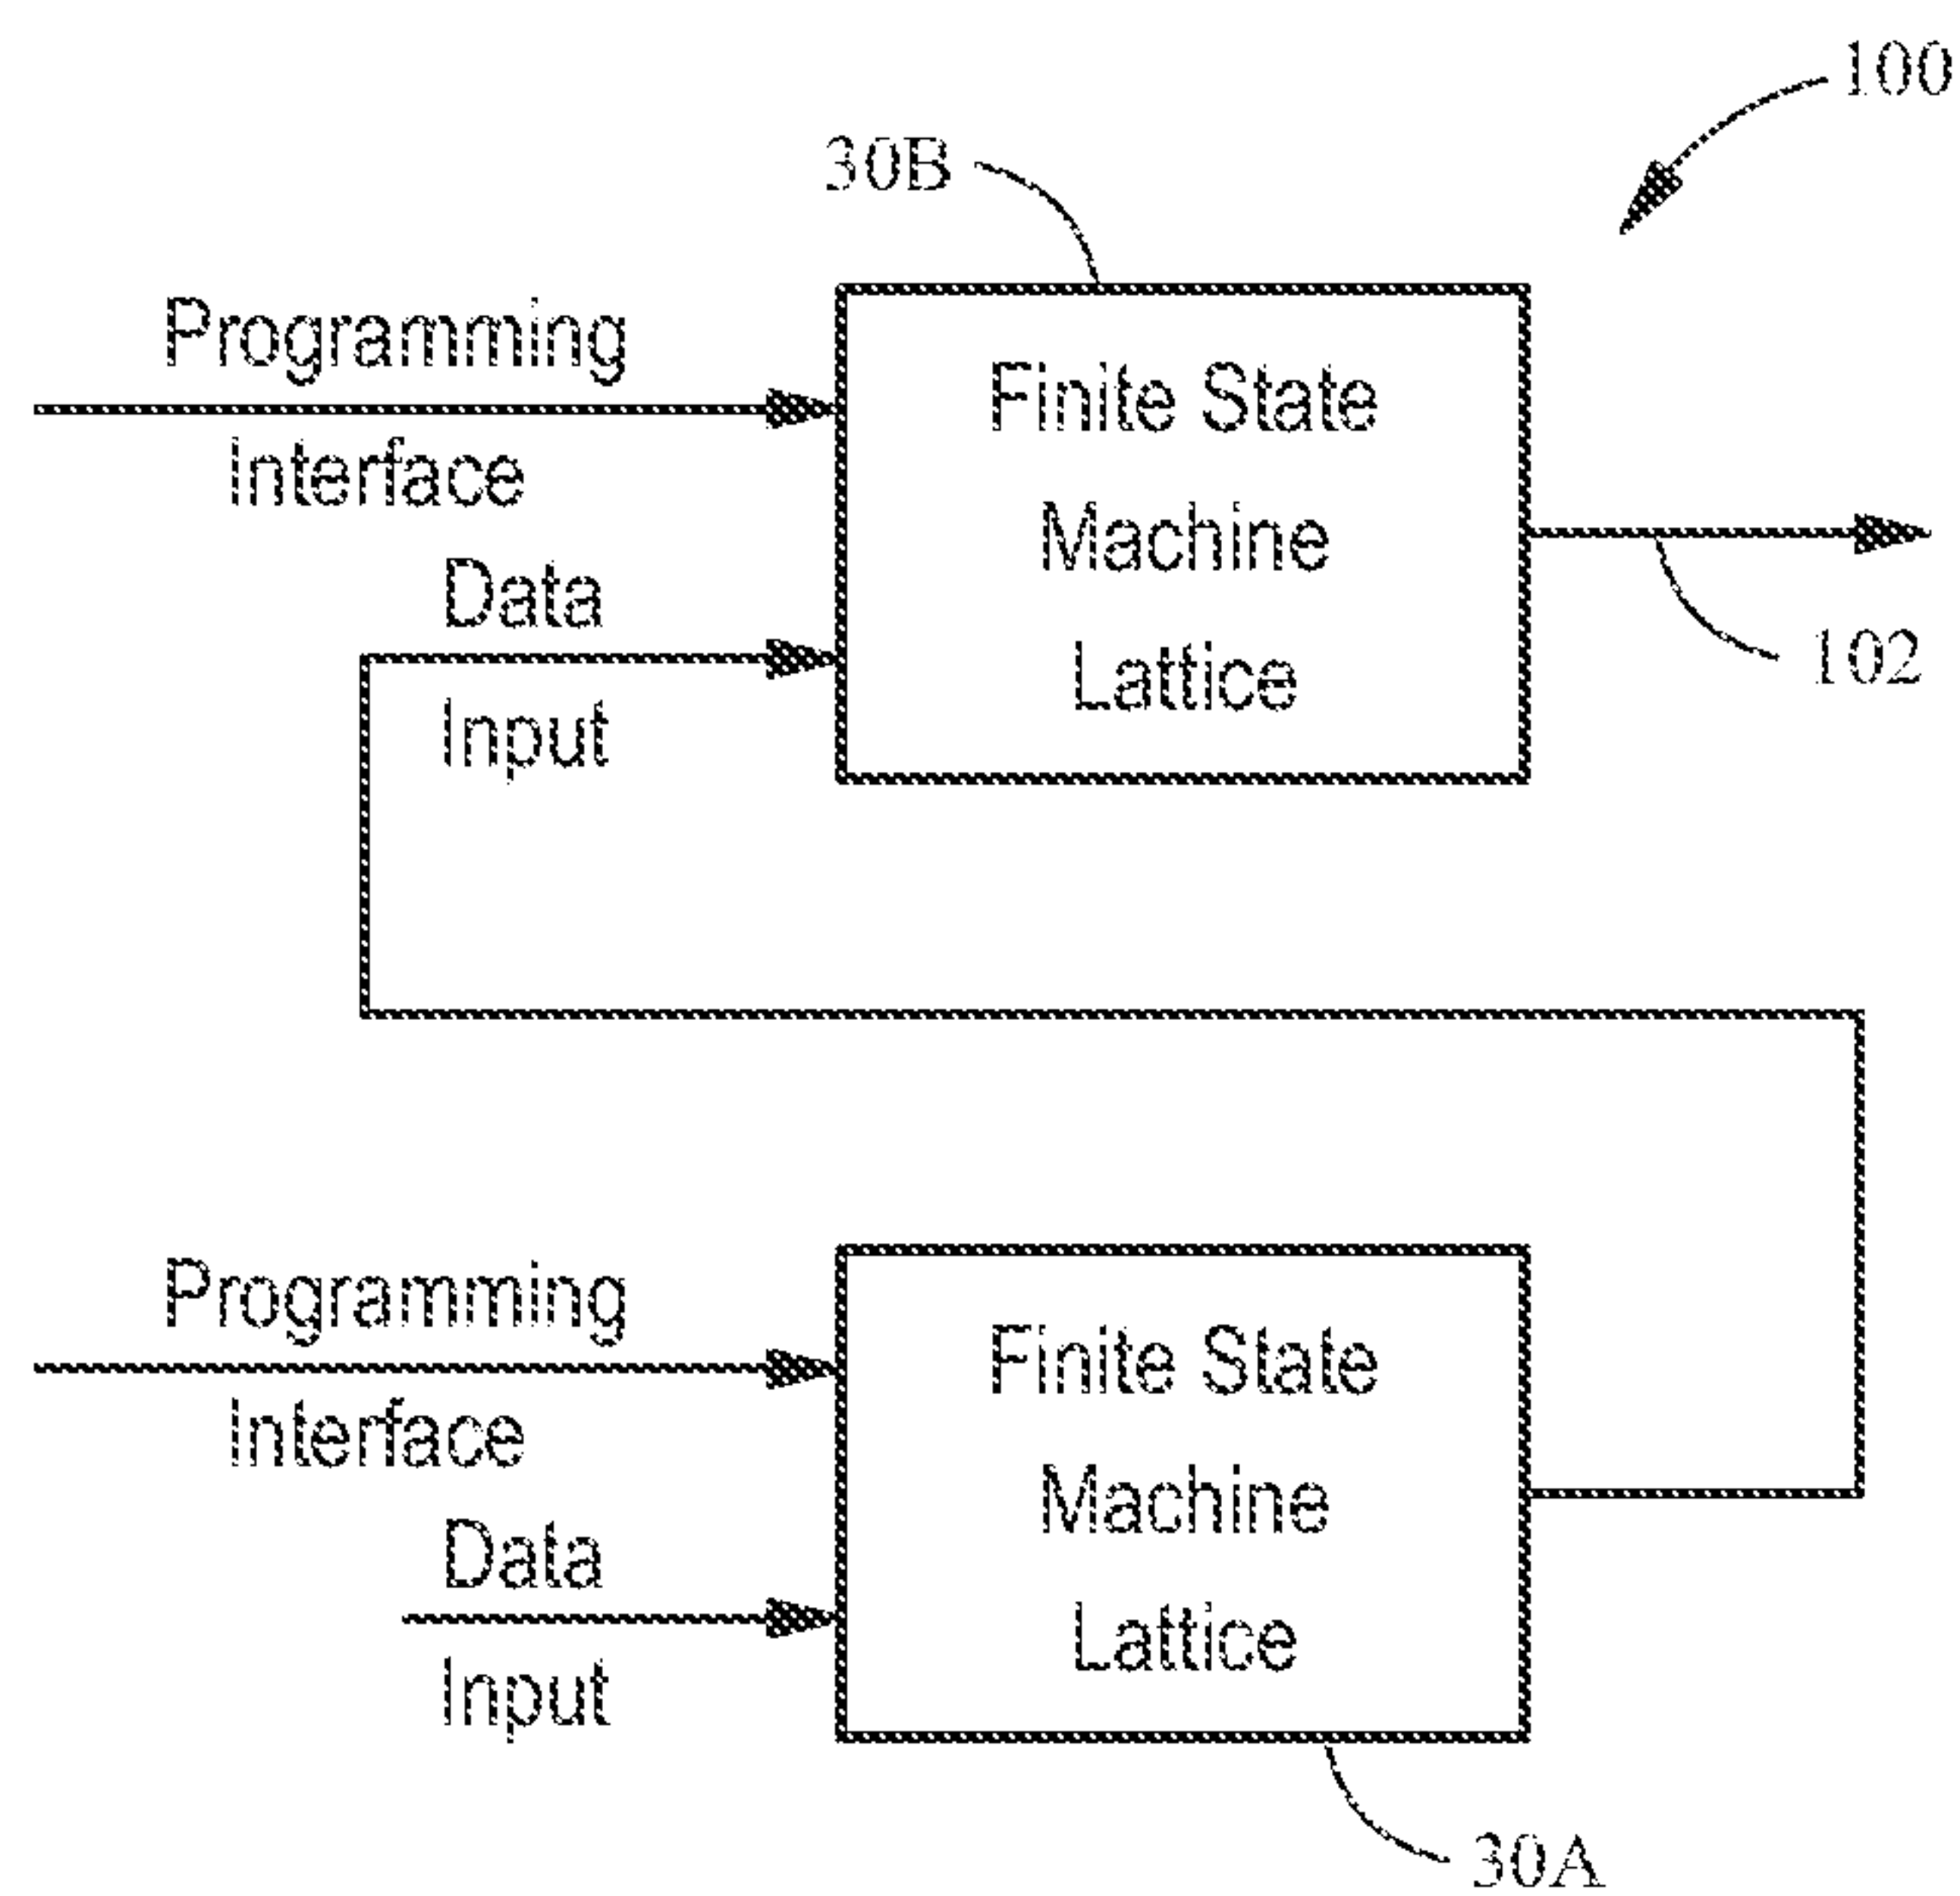 100
30B
Programming
Interface
Data
Input
Finite State
Machine
Lattice
102
Programming
Interface
Data
Input
Finite State
Machine
Lattice
30A